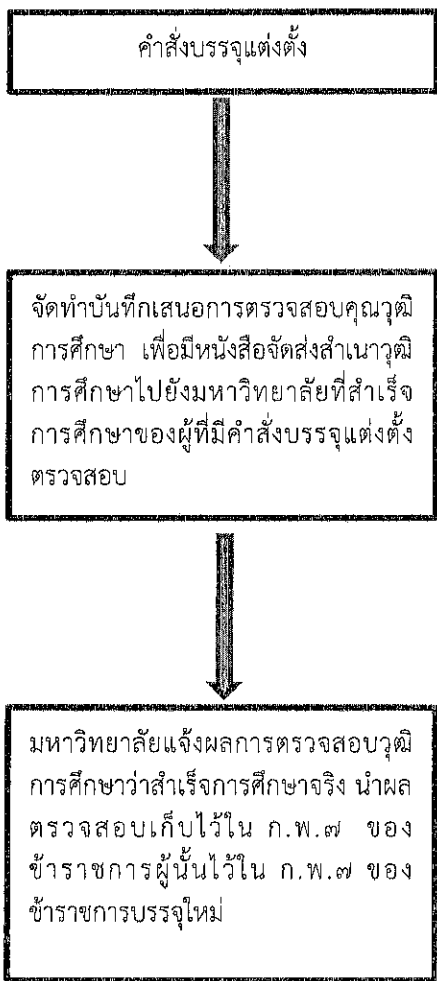 คำสั่งบรรจุแต่งตั้ง
จัดทำบันทึกเสนอการตรวจสอบคุณวุฒิ
การศึกษา เพื่อมีหนังสือจัดส่งสำเนาวุฒิ
การศึกษาไปยังมหาวิทยาลัยที่สำเร็จ
การศึกษาของผู้ที่มีคำสั่งบรรจุแต่งตั้ง
ตรวจสอบ
มหาวิทยาลัยแจ้งผลการตรวจสอบวุฒิ
การศึกษาว่าสำเร็จการศึกษาจริง นำผล
ตรวจสอบเก็บไว้ใน ก.พ.๗ ของ
ข้าราชการผู้นั้นไว้ใน ก.พ.๗ ของ
ข้าราชการบรรจุใหม่